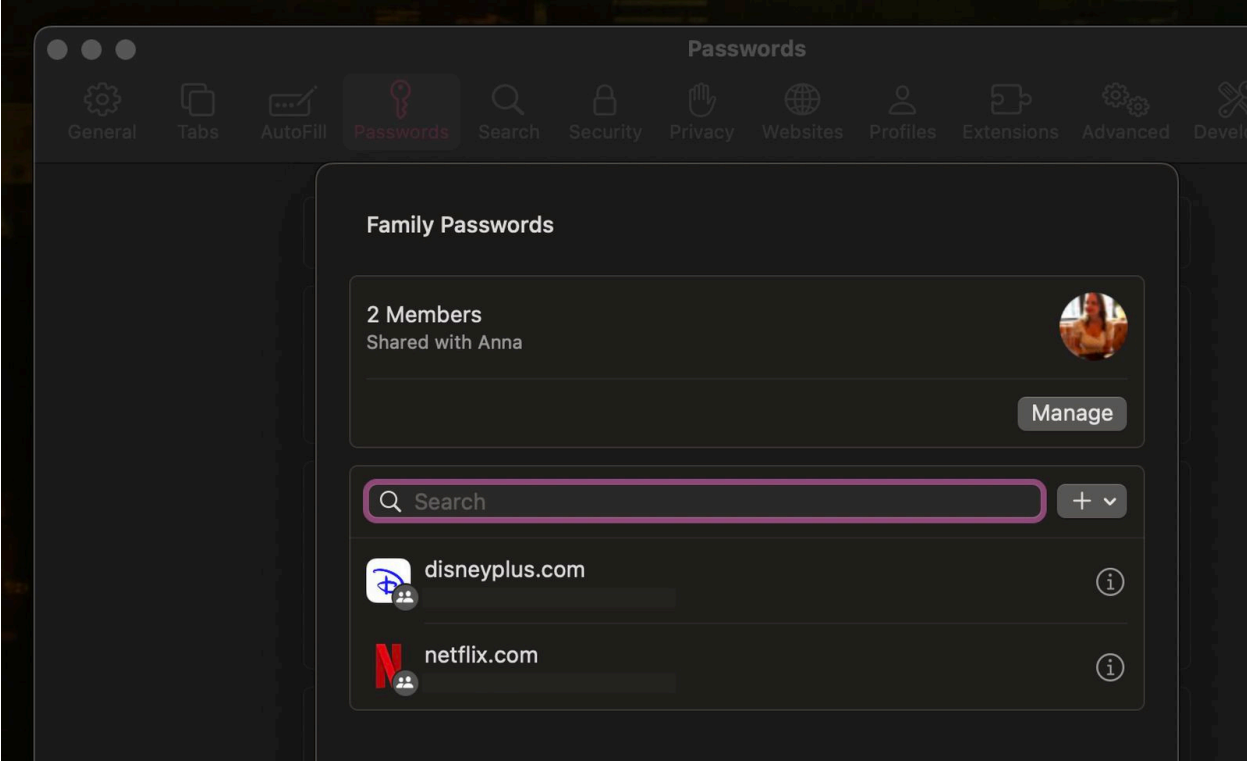 Passwords
General Tabs AutoFill Passwords Search Security Privacy Websites Profiles Extensions Advanced
Family Passwords
2 Members
Shared with Anna
Manage
Search
disneyplus.com
netflix.com